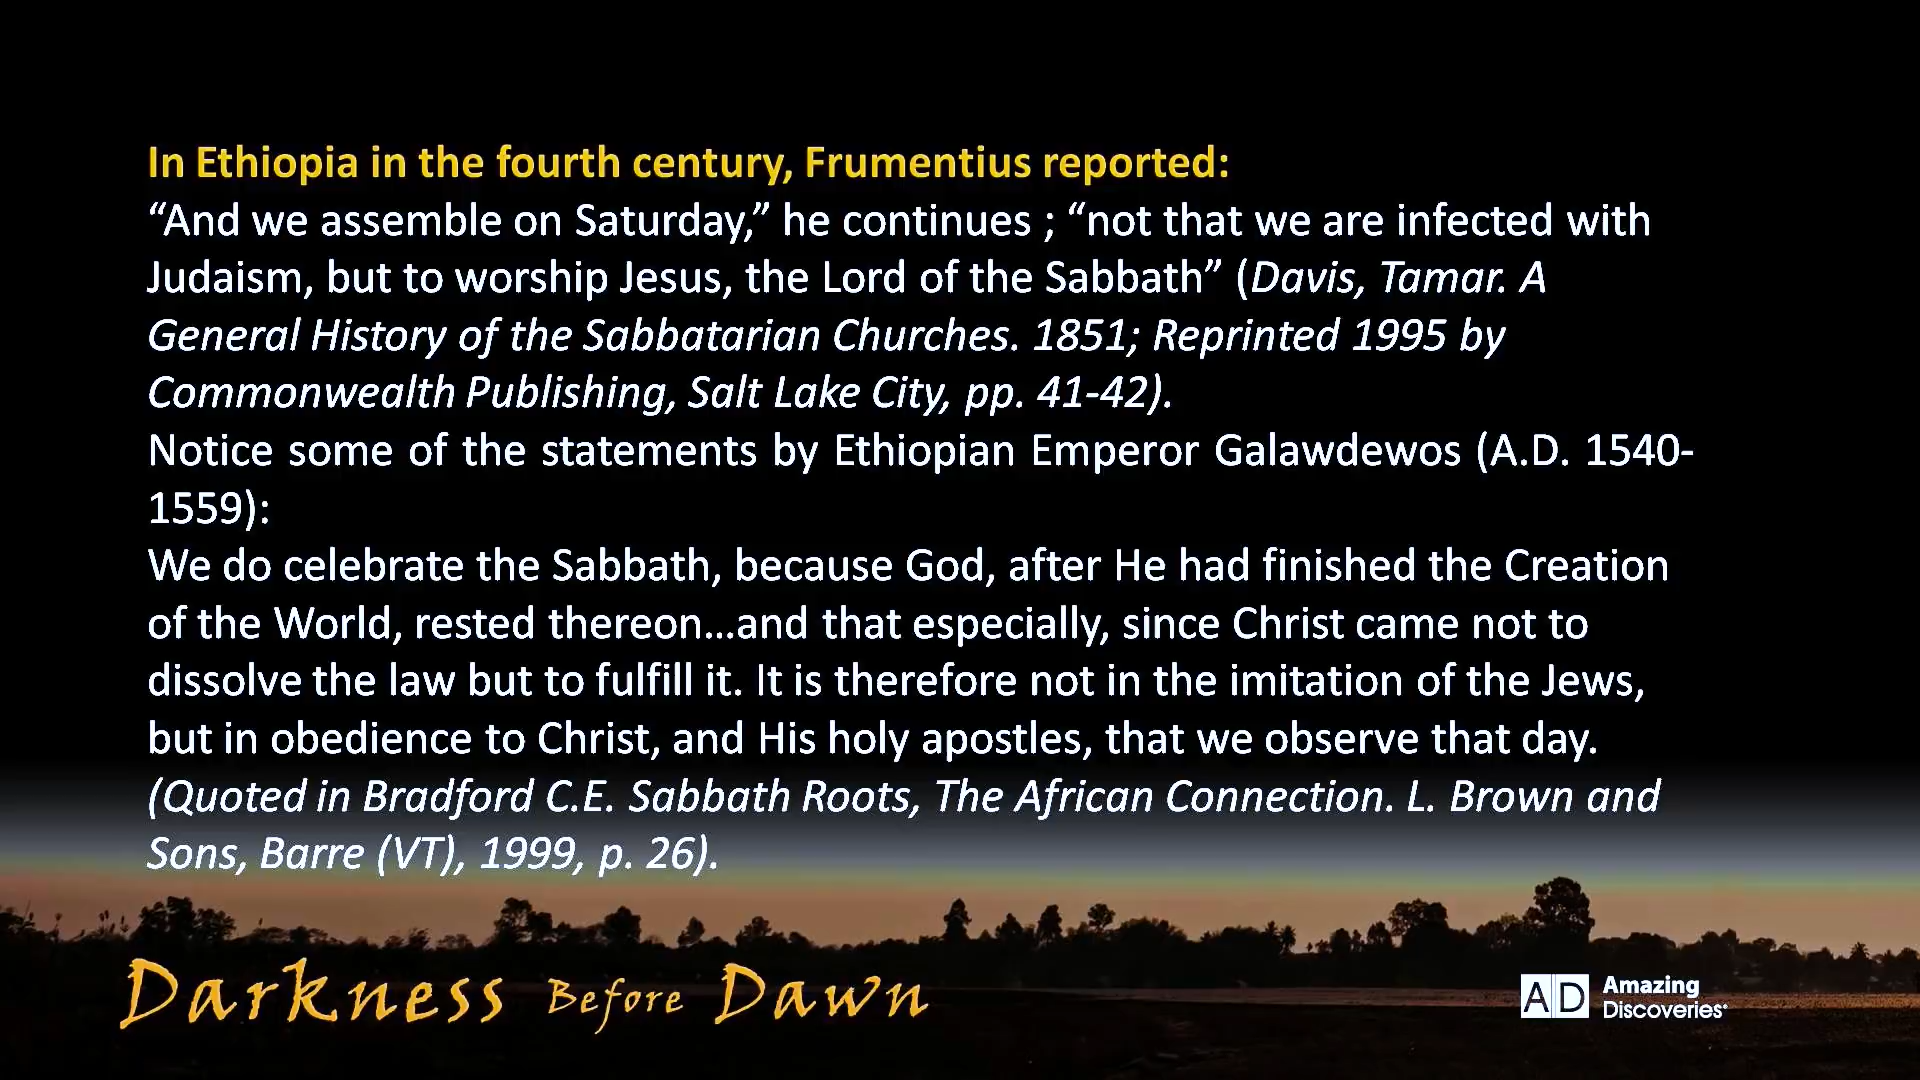 In Ethiopia in the fourth century, Frumentius reported:
“And we assemble on Saturday,” he continues ; “not that we are infected with
Judaism, but to worship Jesus, the Lord of the Sabbath” (Davis, Tamar. A
General History of the Sabbatarian Churches. 1851; Reprinted 1995 by
Commonwealth Publishing, Salt Lake City, pp. 41-42).
Notice some of the statements by Ethiopian Emperor Galawdewos (A.D. 1540-
1559):
We do celebrate the Sabbath, because God, after He had finished the Creation
of the World, rested thereon…and that especially, since Christ came not to
dissolve the law but to fulfill it. It is therefore not in the imitation of the Jews,
but in obedience to Christ, and His holy apostles, that we observe that day.
(Quoted in Bradford C.E. Sabbath Roots, The African Connection. L. Brown and
Sons, Barre (VT), 1999, p. 26).
Darkness Before Dawn
AD Amazing
Discoveries